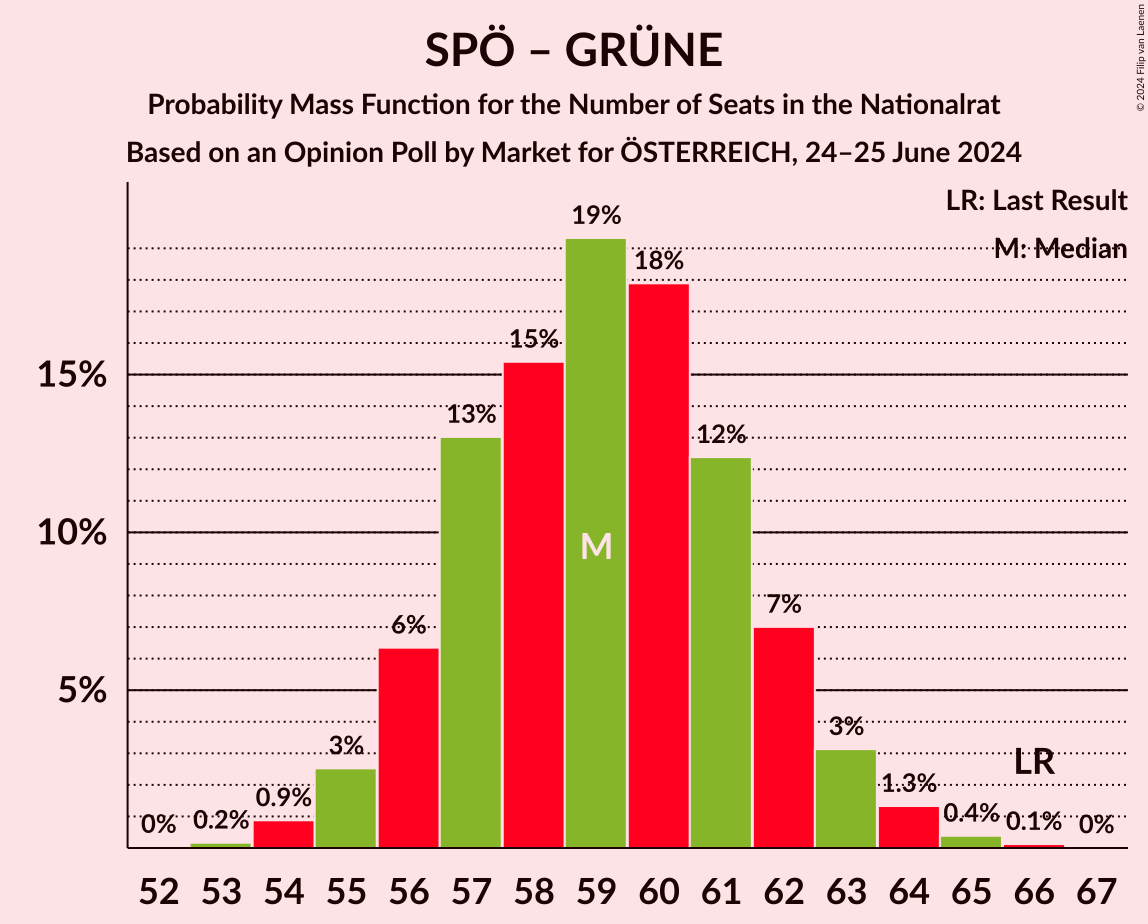 SPÖ – GRÜNE
Probability Mass Function for the Number of Seats in the Nationalrat
Based on an Opinion Poll by Market for ÖSTERREICH, 24–25 June 2024
© 2024 Filip van Laenen
LR: Last Result
M: Median
19%
18%
15%
15%
13%
12%
10%
M
7%
6%
5%
3%
3%
LR
1.3%
0.9%
0.4%
0.2%
0.1%
0%
0%
52 53 54 55 56 57 58 59 60 61 62 63 64 65 66 67